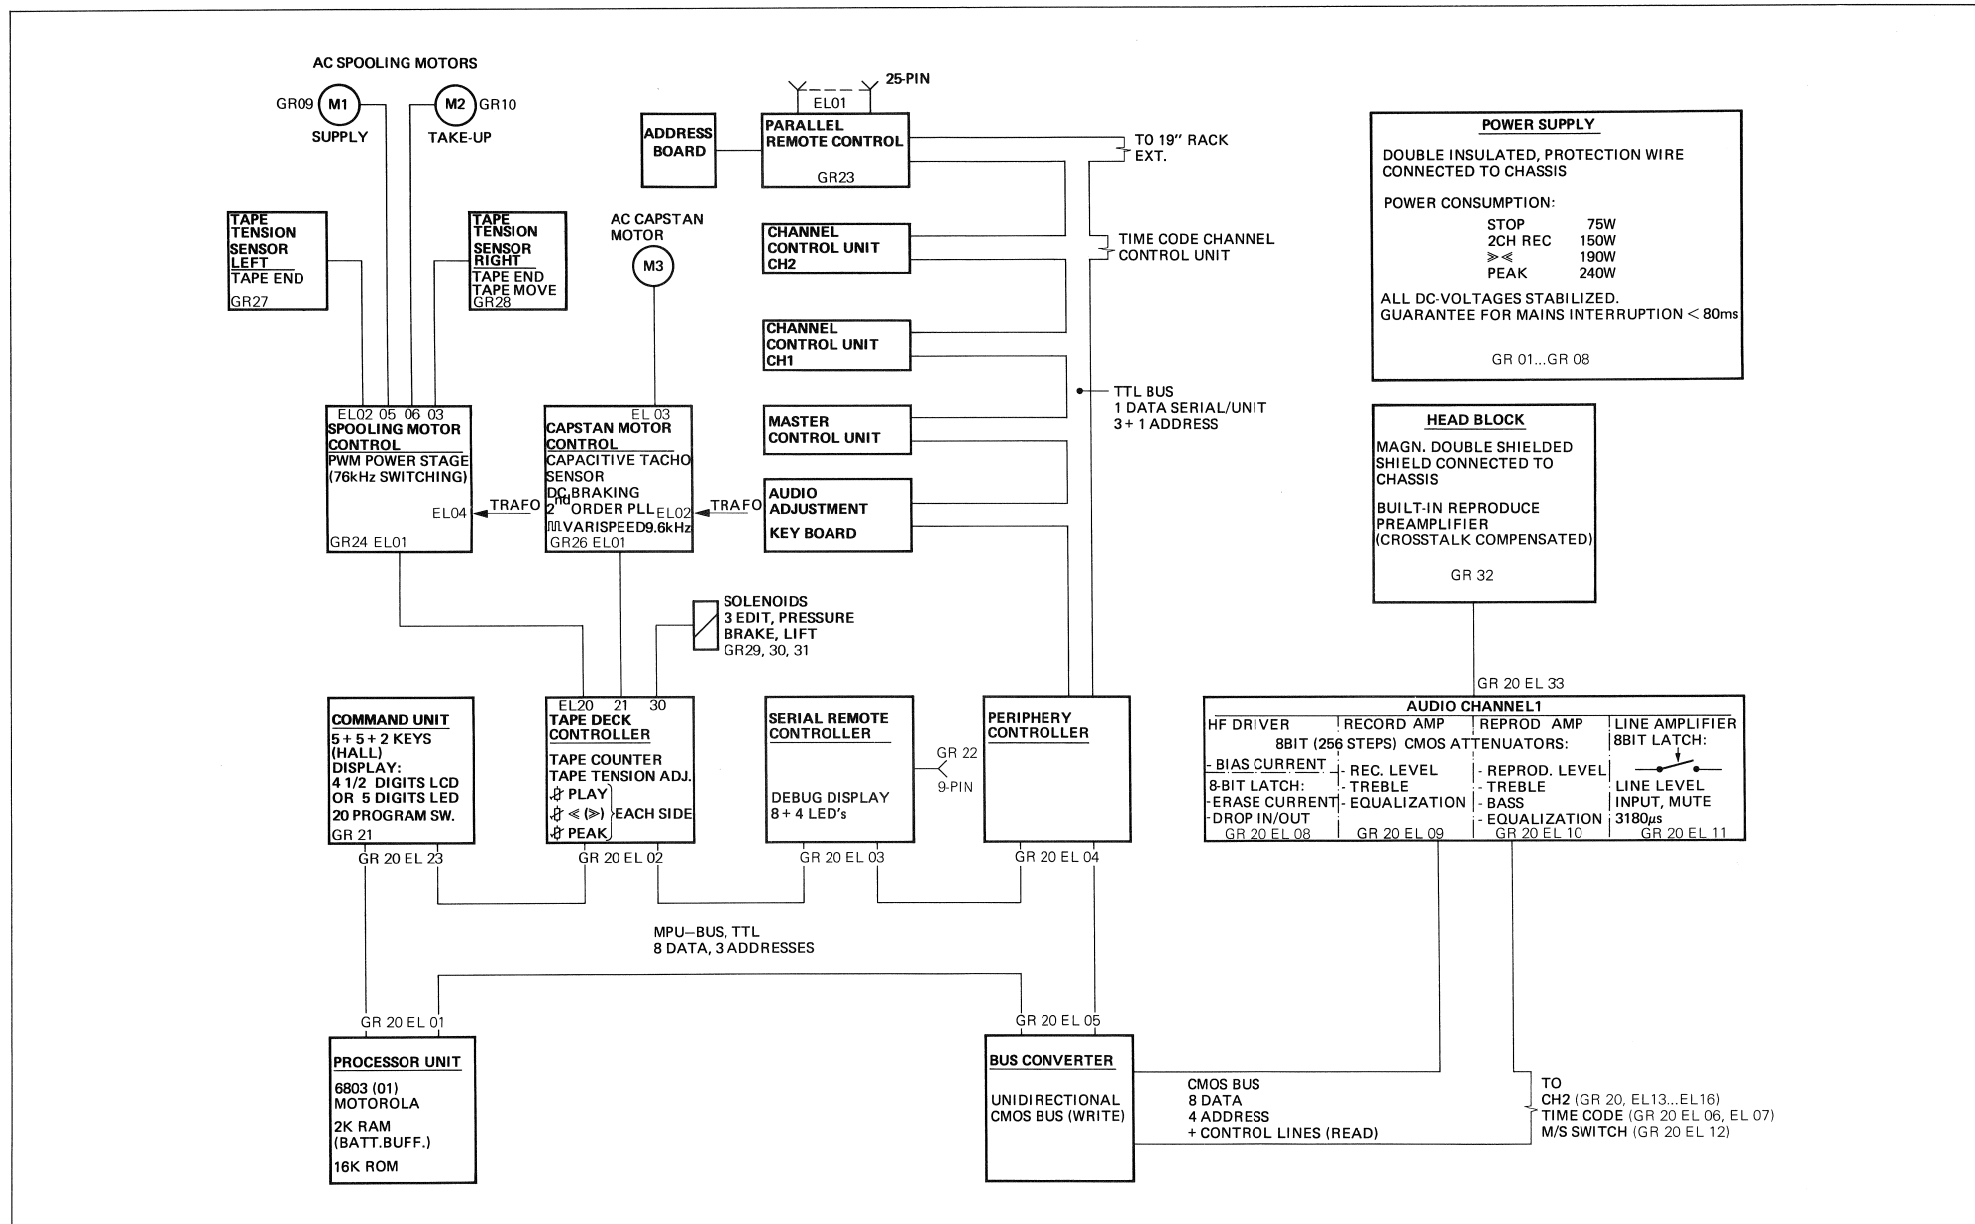 AC SPOOLING MOTORS
GR09
M1
M2
GR10
SUPPLY
TAKE-UP
25-PIN
EL01
ADDRESS
BOARD
PARALLEL
REMOTE CONTROL
GR23
TO 19″ RACK
EXT.
TAPE
TENSION
SENSOR
LEFT
TAPE END
GR27
TAPE
TENSION
SENSOR
RIGHT
TAPE END
TAPE MOVE
GR28
AC CAPSTAN
MOTOR
M3
CHANNEL
CONTROL UNIT
CH2
TIME CODE CHANNEL
CONTROL UNIT
CHANNEL
CONTROL UNIT
CH1
TTL BUS
1 DATA SERIAL/UNIT
3 + 1 ADDRESS
MASTER
CONTROL UNIT
AUDIO
ADJUSTMENT
KEY BOARD
EL02 05 06 03
SPOOLING MOTOR
CONTROL
PWM POWER STAGE
(76kHz SWITCHING)
EL04
GR24 EL01
TRAFO
EL 03
CAPSTAN MOTOR
CONTROL
CAPACITIVE TACHO
SENSOR
DC BRAKING
2nd ORDER PLL EL02
VARISPEED 9.6kHz
GR26 EL01
TRAFO
POWER SUPPLY
DOUBLE INSULATED, PROTECTION WIRE
CONNECTED TO CHASSIS
POWER CONSUMPTION:
STOP 75W
2CH REC 150W
⪢⪡ 190W
PEAK 240W
ALL DC-VOLTAGES STABILIZED.
GUARANTEE FOR MAINS INTERRUPTION < 80ms
GR 01...GR 08
HEAD BLOCK
MAGN. DOUBLE SHIELDED
SHIELD CONNECTED TO
CHASSIS
BUILT-IN REPRODUCE
PREAMPLIFIER
(CROSSTALK COMPENSATED)
GR 32
SOLENOIDS
3 EDIT, PRESSURE
BRAKE, LIFT
GR29, 30, 31
COMMAND UNIT
5 + 5 + 2 KEYS
(HALL)
DISPLAY:
4 1/2 DIGITS LCD
OR 5 DIGITS LED
20 PROGRAM SW.
GR 21
GR 20 EL 23
EL20 21 30
TAPE DECK
CONTROLLER
TAPE COUNTER
TAPE TENSION ADJ.
PLAY
≪ (≫)
PEAK
EACH SIDE
GR 20 EL 02
SERIAL REMOTE
CONTROLLER
DEBUG DISPLAY
8 + 4 LED's
GR 22
9-PIN
GR 20 EL 03
PERIPHERY
CONTROLLER
GR 20 EL 04
GR 20 EL 33
AUDIO CHANNEL1
HF DRIVER
RECORD AMP
REPROD AMP
LINE AMPLIFIER
8BIT (256 STEPS) CMOS ATTENUATORS:
- BIAS CURRENT
8-BIT LATCH:
-ERASE CURRENT
-DROP IN/OUT
GR 20 EL 08
- REC. LEVEL
- TREBLE
- EQUALIZATION
GR 20 EL 09
- REPROD. LEVEL
- TREBLE
- BASS
- EQUALIZATION
GR 20 EL 10
8BIT LATCH:
LINE LEVEL
INPUT, MUTE
3180µs
GR 20 EL 11
MPU–BUS, TTL
8 DATA, 3 ADDRESSES
GR 20 EL 01
PROCESSOR UNIT
6803 (01)
MOTOROLA
2K RAM
(BATT.BUFF.)
16K ROM
GR 20 EL 05
BUS CONVERTER
UNIDIRECTIONAL
CMOS BUS (WRITE)
CMOS BUS
8 DATA
4 ADDRESS
+ CONTROL LINES (READ)
TO
CH2 (GR 20, EL13...EL16)
TIME CODE (GR 20 EL 06, EL 07)
M/S SWITCH (GR 20 EL 12)